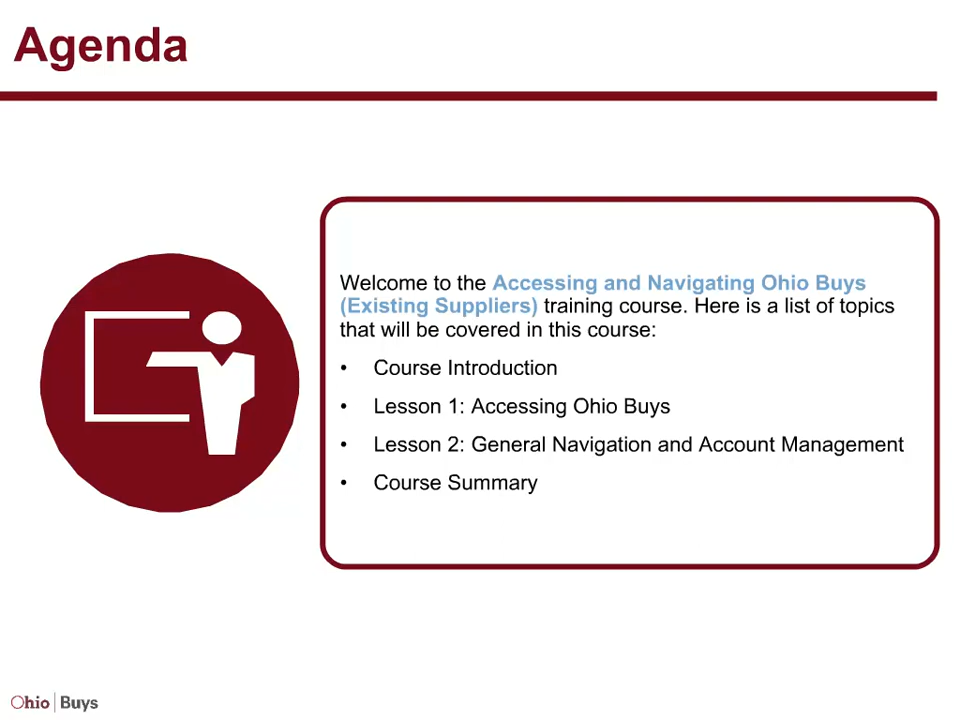 Agenda
Welcome to the Accessing and Navigating Ohio Buys
(Existing Suppliers) training course. Here is a list of topics
that will be covered in this course:
• Course Introduction
• Lesson 1: Accessing Ohio Buys
• Lesson 2: General Navigation and Account Management
• Course Summary
Ohio | Buys